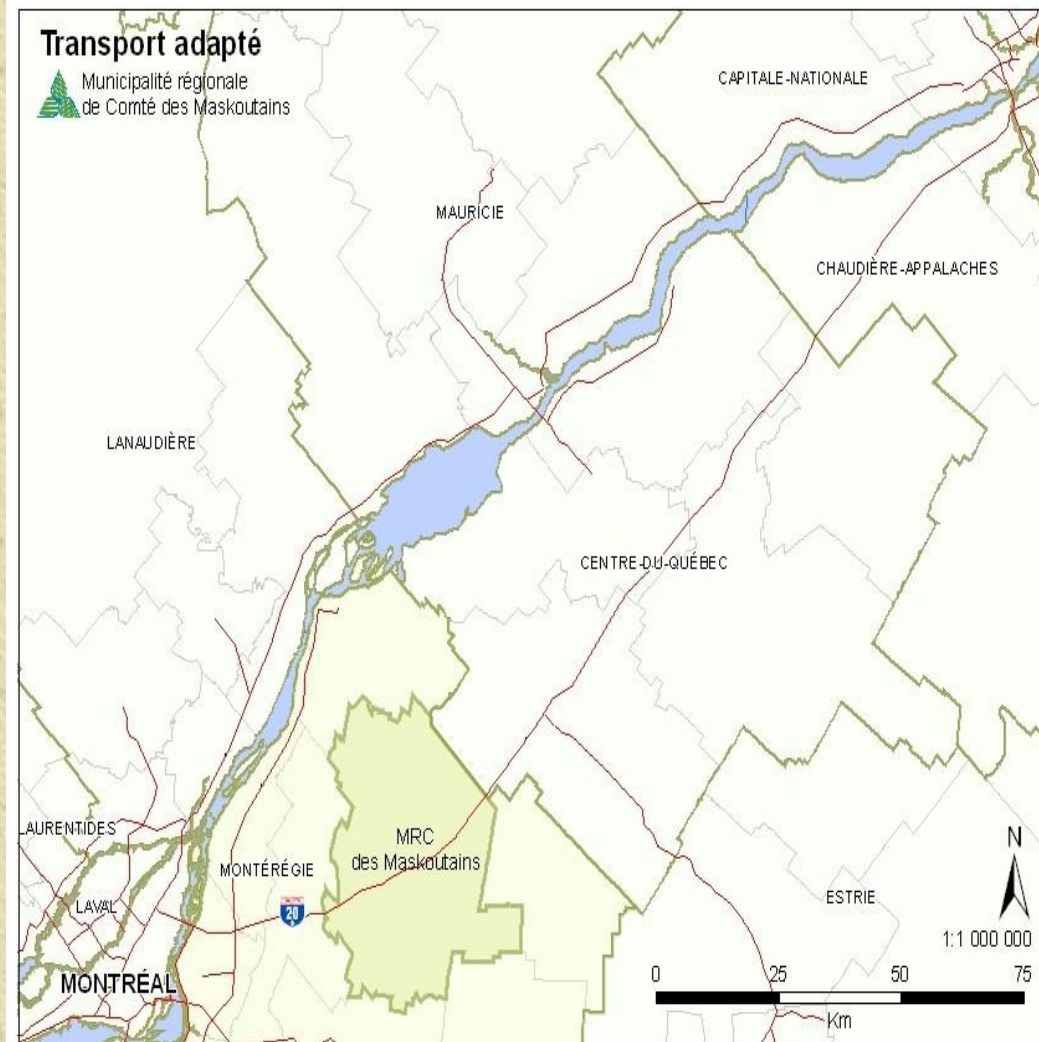 Transport adapté
Municipalité régionale
de Comté des Maskoutains
CAPITALE-NATIONALE
MAURICIE
CHAUDIÈRE-APPALACHES
LANAUDIÈRE
CENTRE-DU-QUÉBEC
LAURENTIDES
MRC
des Maskoutains
MONTÉRÉGIE
LAVAL
20
ESTRIE
N
1:1 000 000
MONTRÉAL
0 25 50 75
Km